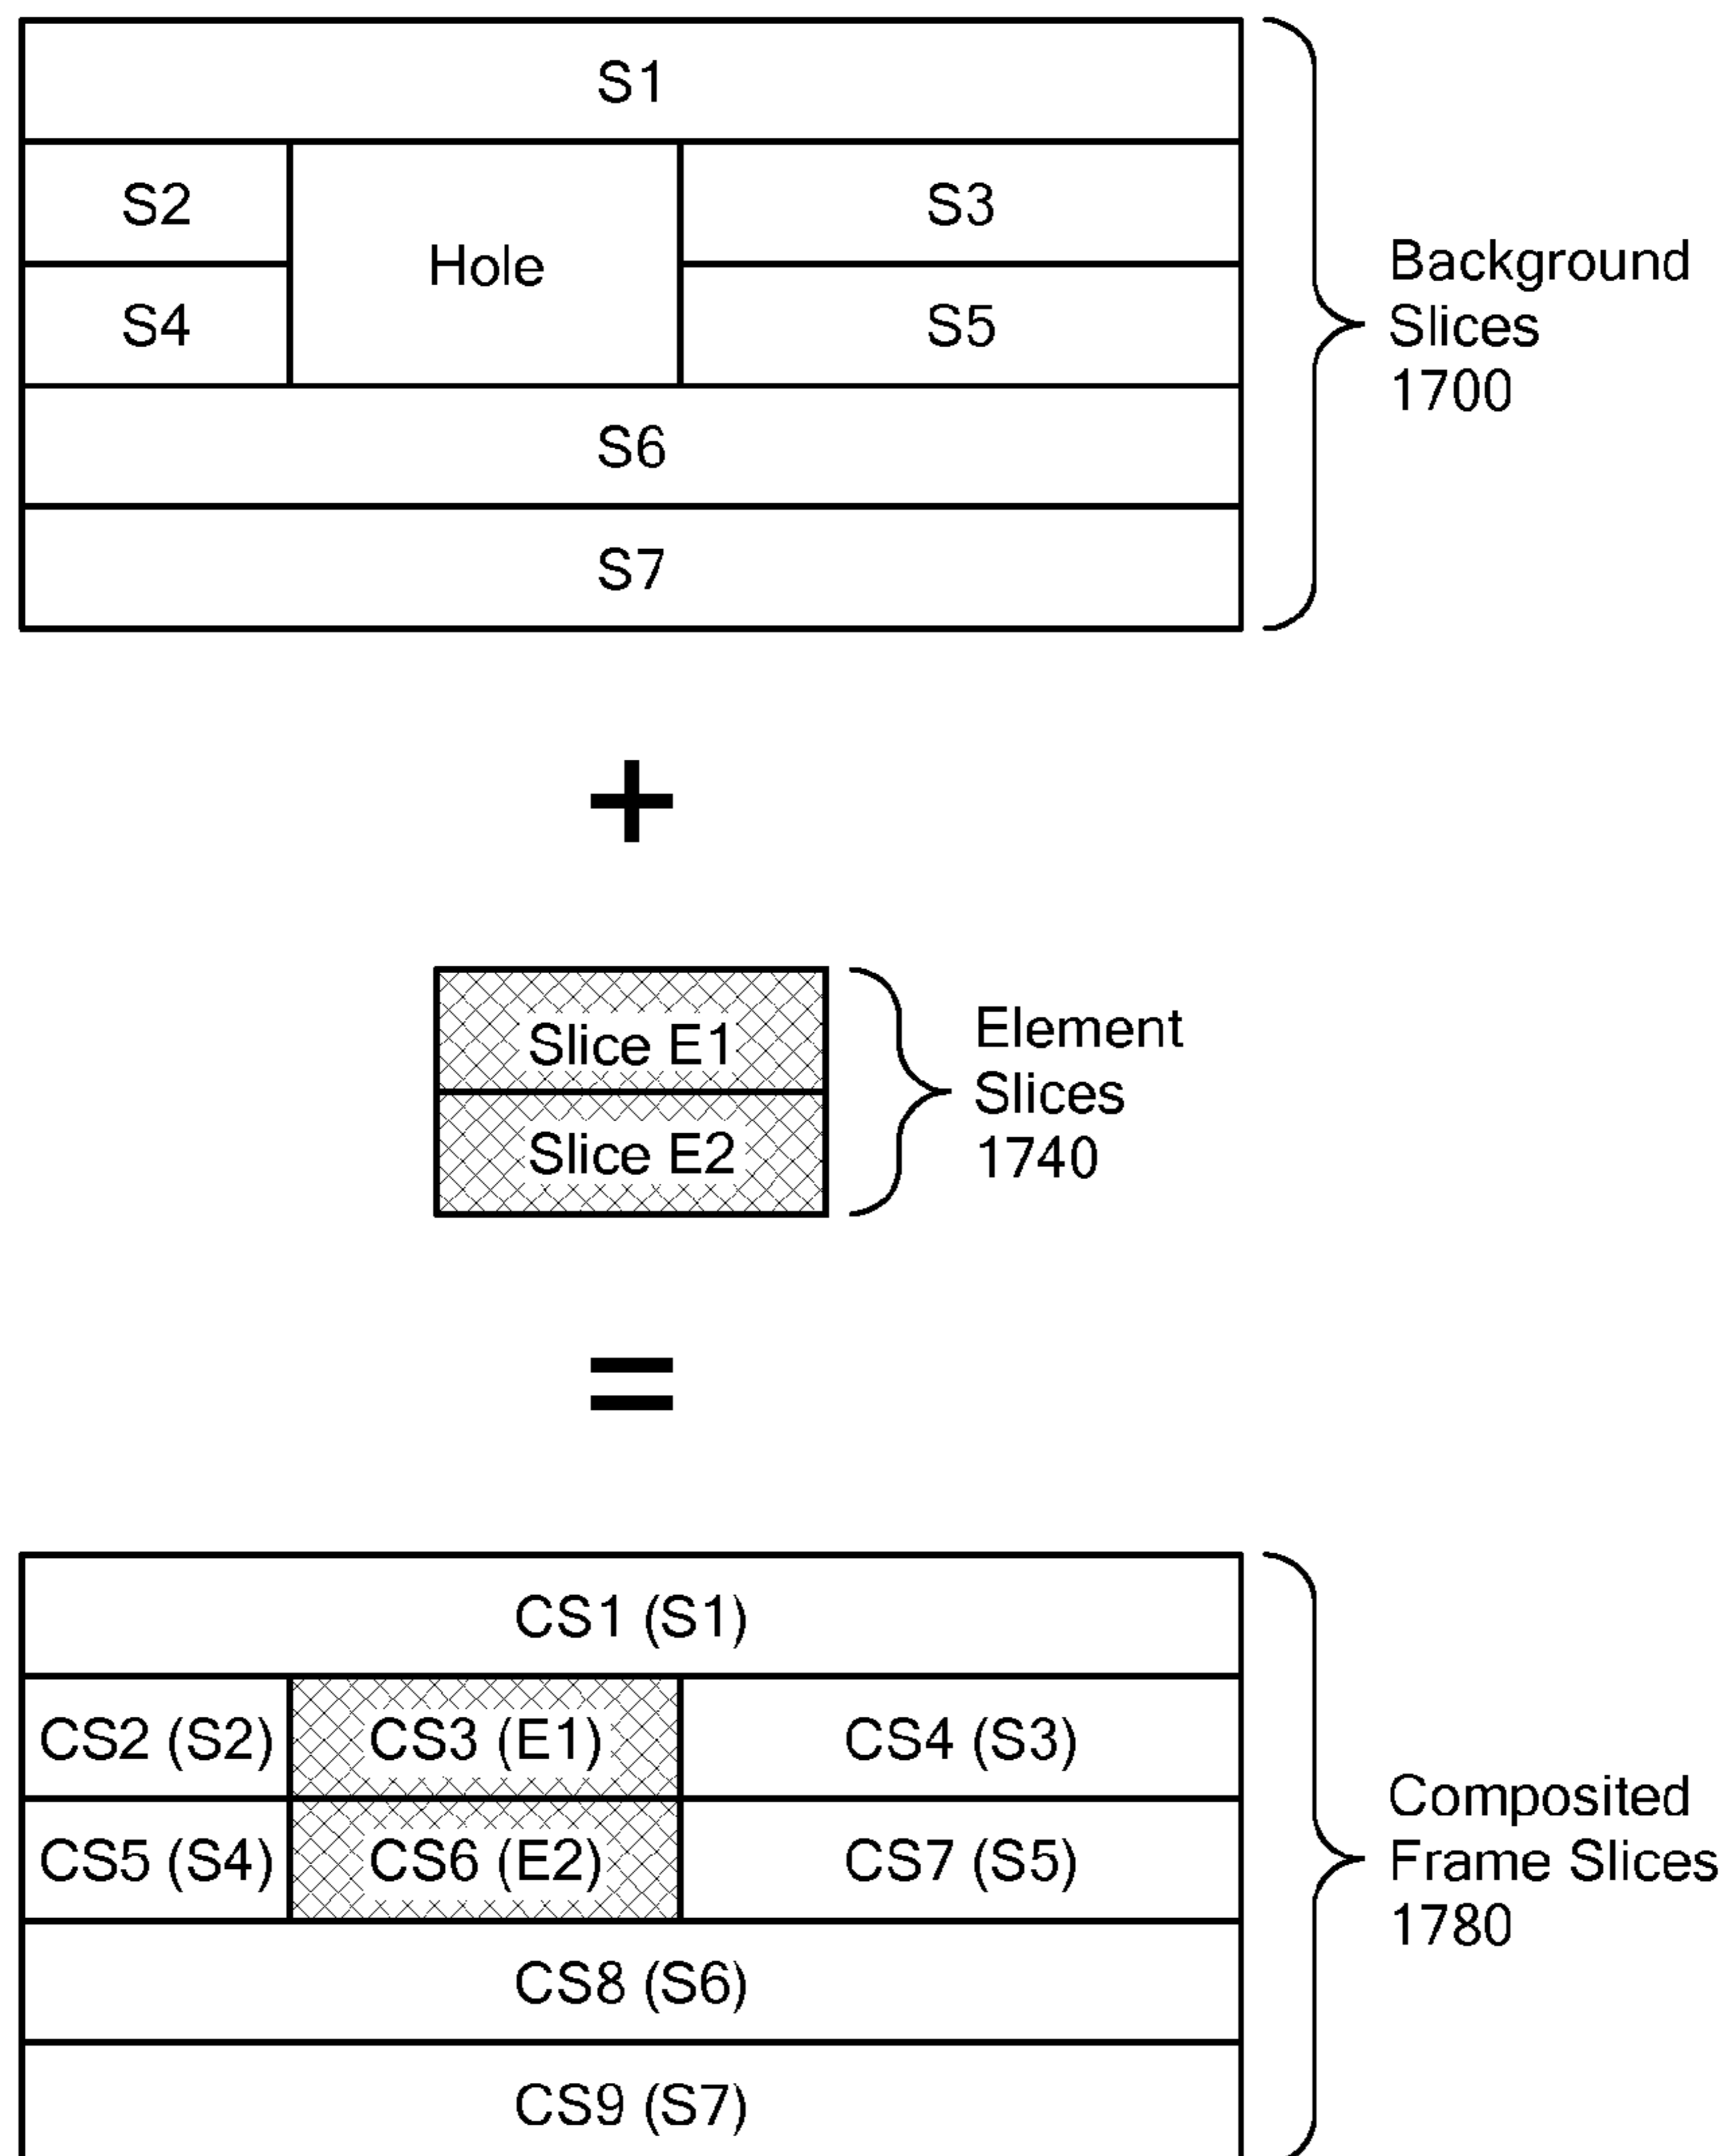 S1
S2
Hole
S3
S4
S5
S6
S7
Background
Slices
1700
+
Slice E1
Slice E2
Element
Slices
1740
=
CS1 (S1)
CS2 (S2)
CS3 (E1)
CS4 (S3)
CS5 (S4)
CS6 (E2)
CS7 (S5)
CS8 (S6)
CS9 (S7)
Composited
Frame Slices
1780